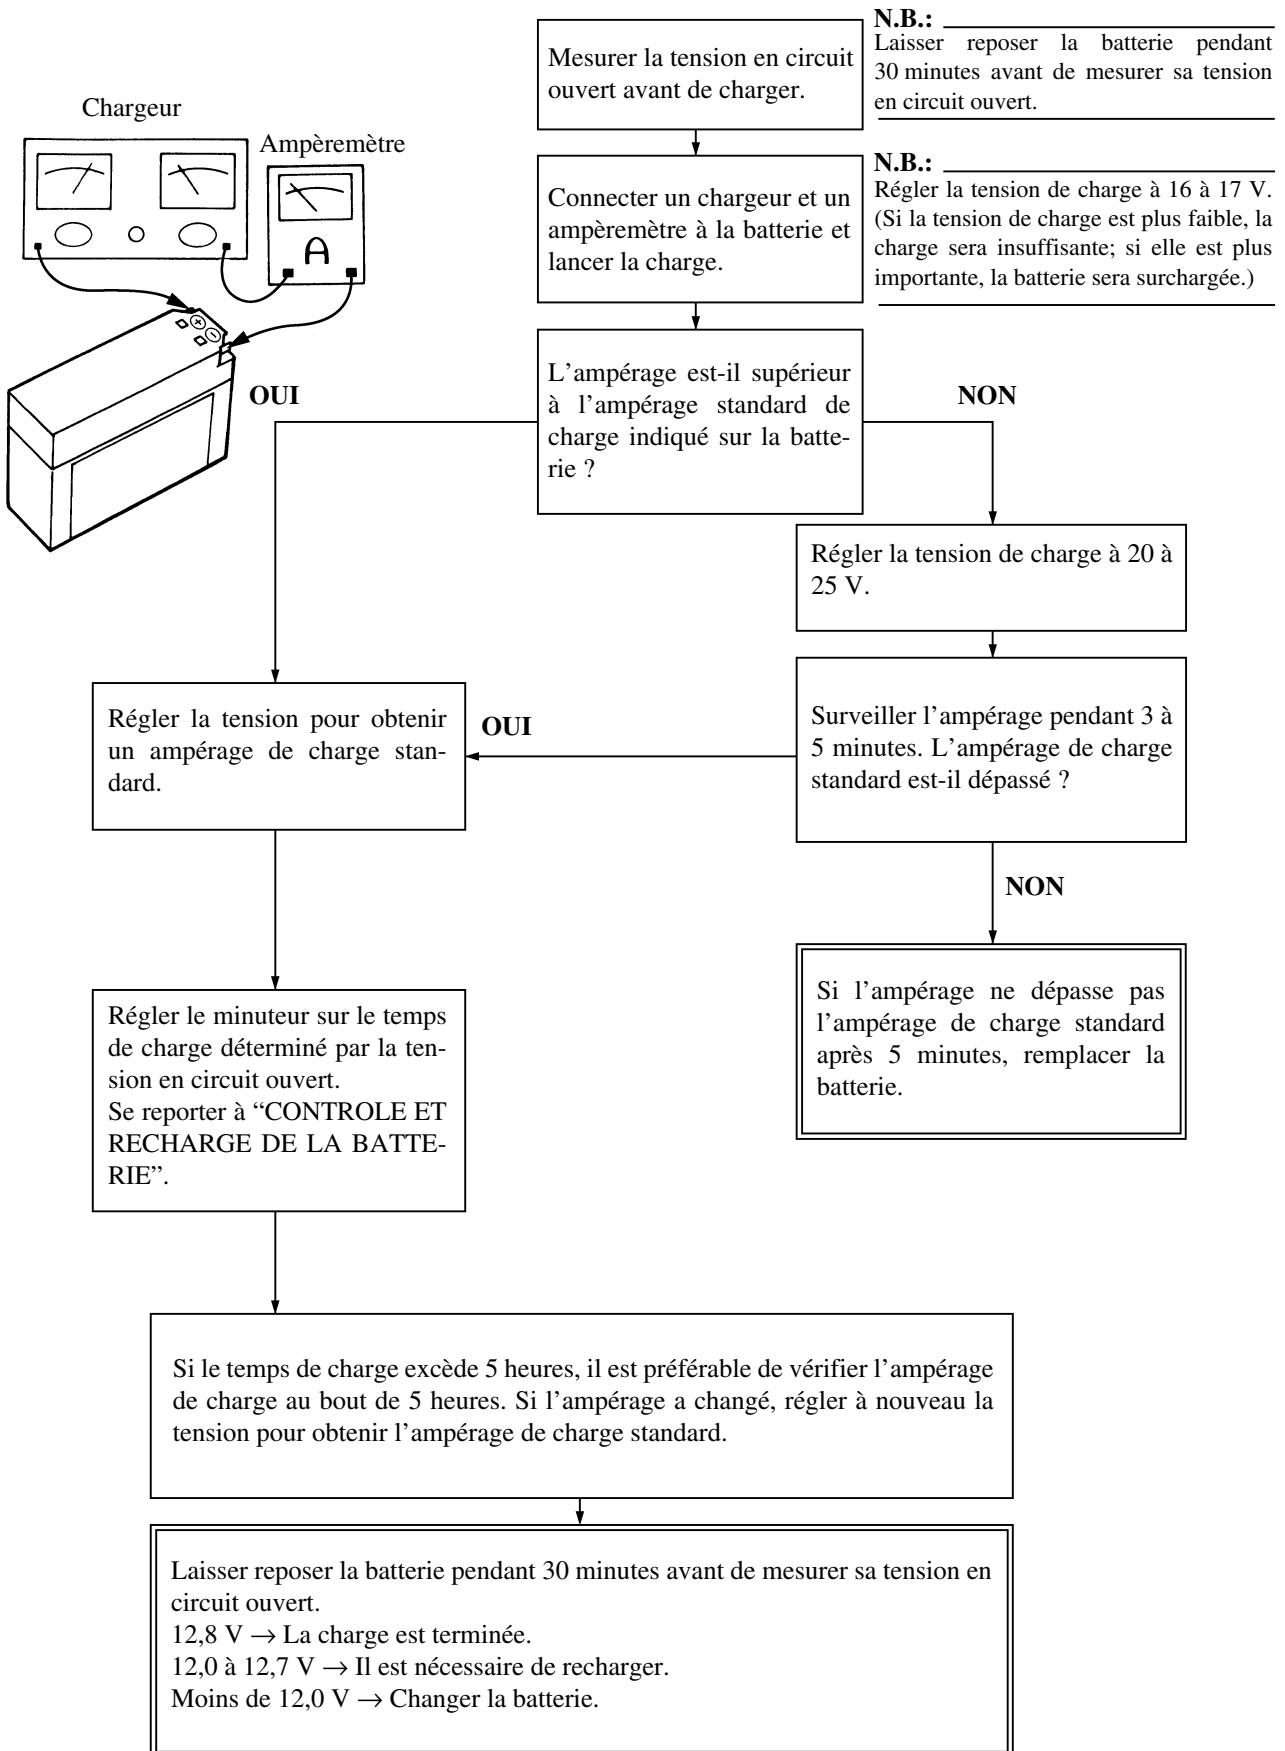 Chargeur
Ampèremètre
Mesurer la tension en circuit
ouvert avant de charger.
N.B.:
Laisser reposer la batterie pendant
30 minutes avant de mesurer sa tension
en circuit ouvert.
Connecter un chargeur et un
ampèremètre à la batterie et
lancer la charge.
N.B.:
Régler la tension de charge à 16 à 17 V.
(Si la tension de charge est plus faible, la
charge sera insuffisante; si elle est plus
importante, la batterie sera surchargée.)
A
L’ampérage est-il supérieur
à l’ampérage standard de
charge indiqué sur la batte-
rie ?
OUI
NON
Régler la tension de charge à 20 à
25 V.
Régler la tension pour obtenir
un ampérage de charge stan-
dard.
OUI
Surveiller l’ampérage pendant 3 à
5 minutes. L’ampérage de charge
standard est-il dépassé ?
NON
Si l’ampérage ne dépasse pas
l’ampérage de charge standard
après 5 minutes, remplacer la
batterie.
Régler le minuteur sur le temps
de charge déterminé par la ten-
sion en circuit ouvert.
Se reporter à “CONTROLE ET
RECHARGE DE LA BATTE-
RIE”.
Si le temps de charge excède 5 heures, il est préférable de vérifier l’ampérage
de charge au bout de 5 heures. Si l’ampérage a changé, régler à nouveau la
tension pour obtenir l’ampérage de charge standard.
Laisser reposer la batterie pendant 30 minutes avant de mesurer sa tension en
circuit ouvert.
12,8 V → La charge est terminée.
12,0 à 12,7 V → Il est nécessaire de recharger.
Moins de 12,0 V → Changer la batterie.